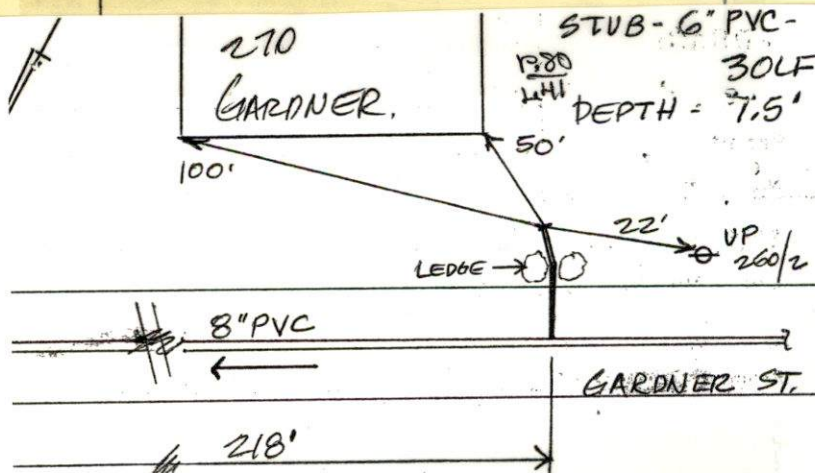 270
GARDNER.
STUB - 6" PVC -
30LF
DEPTH = 7.5'
100'
50'
22'
UP
260/2
LEDGE
8" PVC
GARDNER ST.
218'